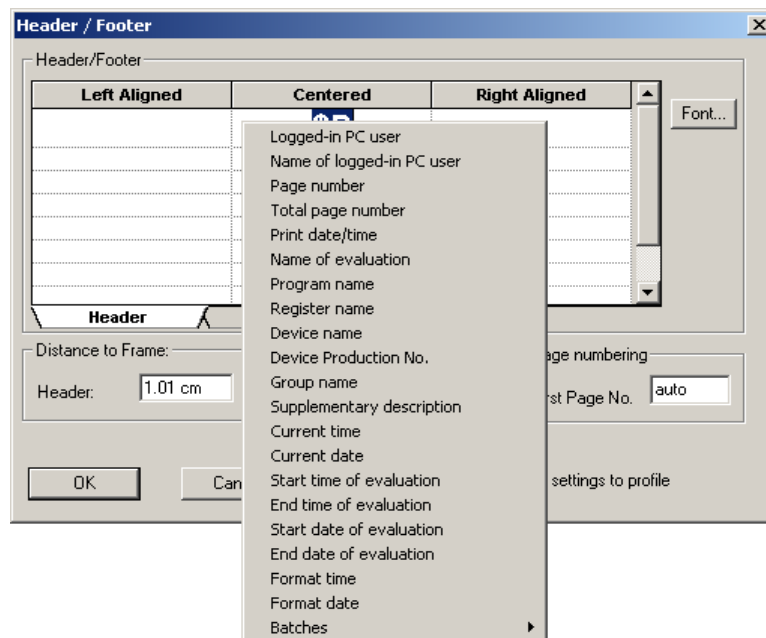 Header / Footer
Header/Footer
Left Aligned Centered Right Aligned
Font...
Logged-in PC user
Name of logged-in PC user
Page number
Total page number
Print date/time
Name of evaluation
Program name
Register name
Device name
Device Production No.
Group name
Supplementary description
Current time
Current date
Start time of evaluation
End time of evaluation
Start date of evaluation
End date of evaluation
Format time
Format date
Batches
Header
Distance to Frame:
Header: 1.01 cm
numbering
Page No. auto
OK
settings to profile